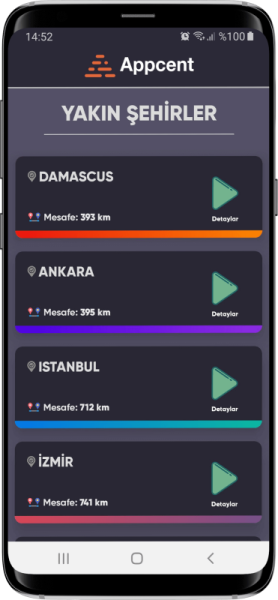 14:52
%100
Appcent
YAKIN ŞEHİRLER
DAMASCUS
Mesafe: 393 km
Detaylar
ANKARA
Mesafe: 395 km
Detaylar
ISTANBUL
Mesafe: 712 km
Detaylar
İZMİR
Mesafe: 741 km
Detaylar